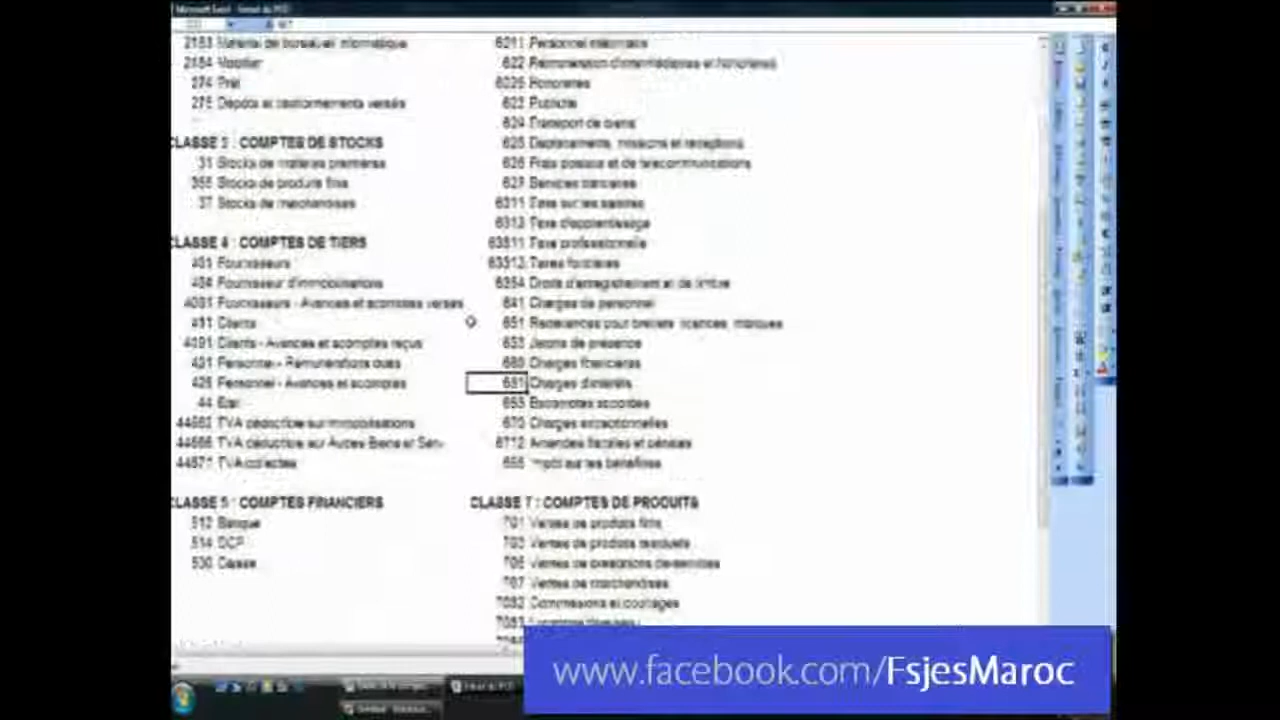 2183 Matériel de bureau et informatique
2184 Mobilier
274 Prêt
275 Dépôts et cautionnements versés
CLASSE 3 : COMPTES DE STOCKS
31 Stocks de matières premières
355 Stocks de produits finis
37 Stocks de marchandises
CLASSE 4 : COMPTES DE TIERS
401 Fournisseurs
404 Fournisseur d'immobilisations
4091 Fournisseurs - Avances et acomptes versés
411 Clients
4191 Clients - Avances et acomptes reçus
421 Personnel - Rémunérations dues
425 Personnel - Avances et acomptes
44 Etat
44562 TVA déductible sur immobilisations
44566 TVA déductible sur Autres Biens et Serv
44571 TVA collectée
CLASSE 5 : COMPTES FINANCIERS
512 Banque
514 CCP
530 Caisse
6211 Personnel intérimaire
622 Rémunération d'intermédiaires et honoraires
6226 Honoraires
623 Publicité
624 Transport de biens
625 Déplacements, missions et réceptions
626 Frais postaux et de télécommunications
627 Services bancaires
6311 Taxe sur les salaires
6312 Taxe d'apprentissage
63511 Taxe professionnelle
63512 Taxes foncières
6354 Droits d'enregistrement et de timbre
641 Charges de personnel
651 Redevances pour brevets, licences, marques
653 Jetons de présence
660 Charges financières
661 Charges d'intérêts
665 Escomptes accordés
670 Charges exceptionnelles
6712 Amendes fiscales et pénales
695 Impôt sur les bénéfices
CLASSE 7 : COMPTES DE PRODUITS
701 Ventes de produits finis
703 Ventes de produits résiduels
706 Ventes de prestations de services
707 Ventes de marchandises
7082 Commissions et courtages
7083
www.facebook.com/FsjesMaroc